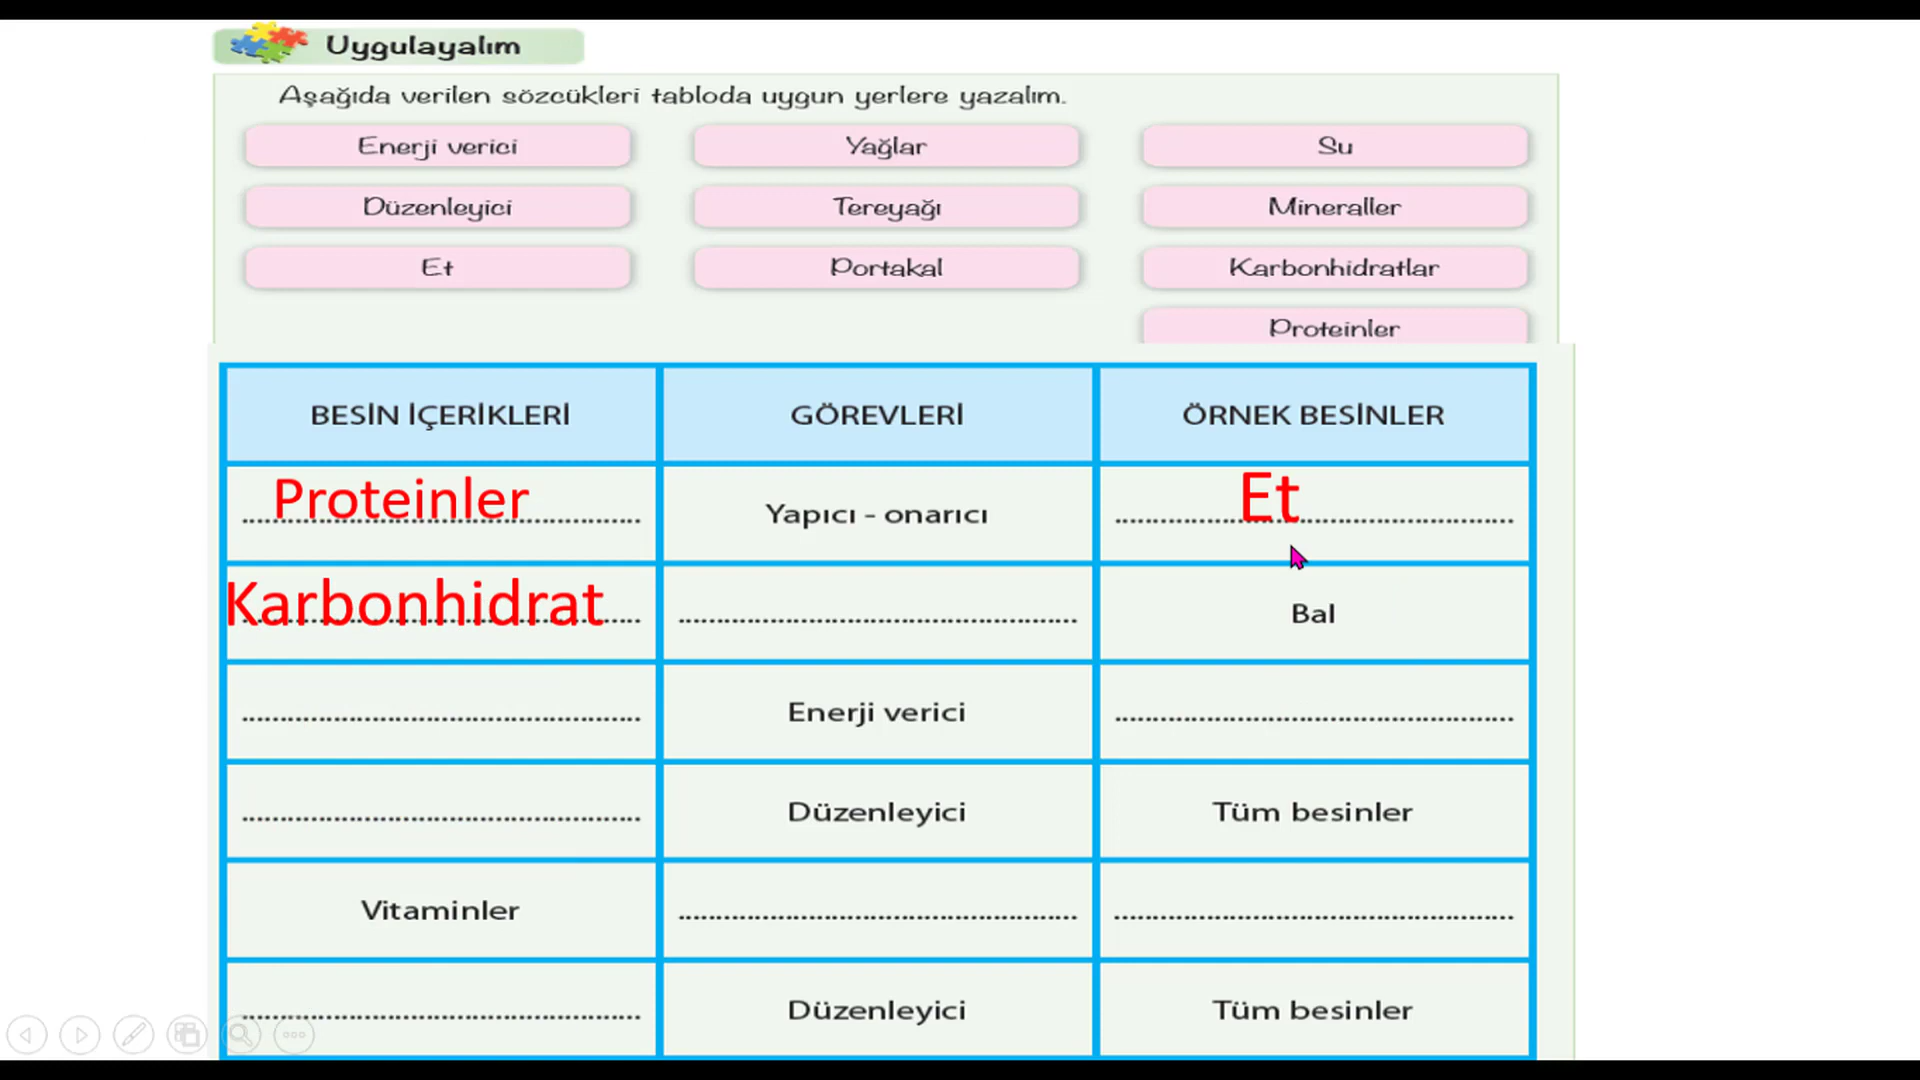 Uygulayalım
Aşağıda verilen sözcükleri tabloda uygun yerlere yazalım.
Enerji verici Yağlar Su
Düzenleyici Tereyağı Mineraller
Et Portakal Karbonhidratlar
Proteinler
BESİN İÇERİKLERİ GÖREVLERİ ÖRNEK BESİNLER
Proteinler Yapıcı - onarıcı Et
Karbonhidrat Bal
Enerji verici
Düzenleyici Tüm besinler
Vitaminler
Düzenleyici Tüm besinler